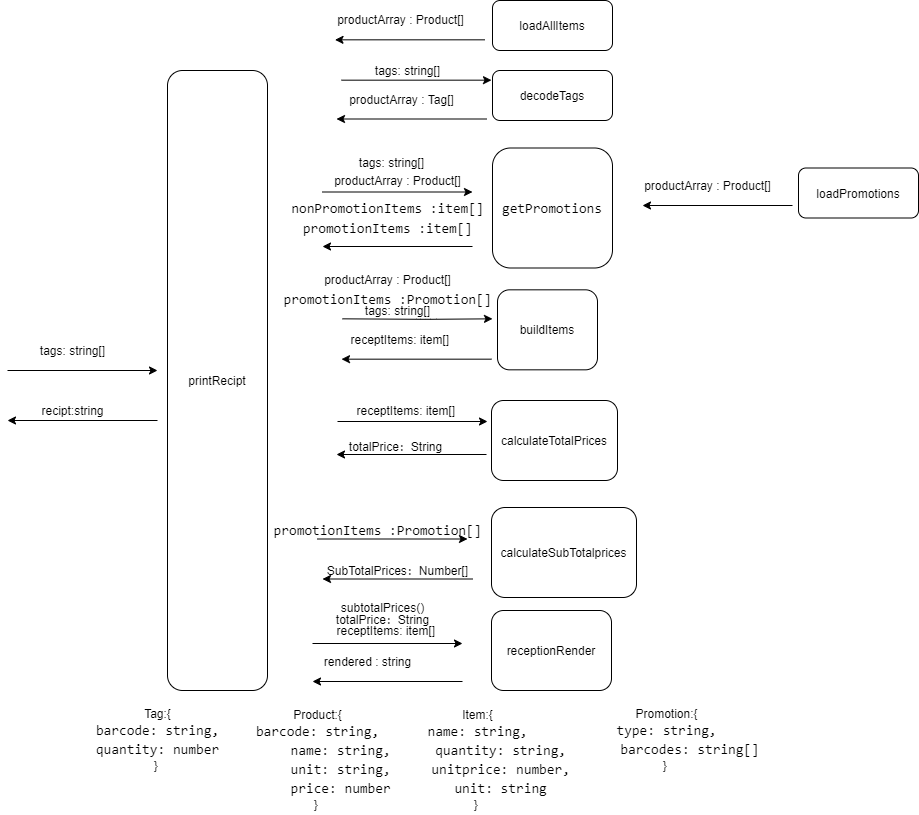 productArray : Product[]
loadAllItems
tags: string[]
decodeTags
productArray : Tag[]
tags: string[]
productArray : Product[]
nonPromotionItems :item[]
promotionItems :item[]
getPromotions
productArray : Product[]
loadPromotions
productArray : Product[]
promotionItems :Promotion[]
tags: string[]
receptItems: item[]
buildItems
tags: string[]
printRecipt
recipt:string
receptItems: item[]
totalPrice: String
calculateTotalPrices
promotionItems :Promotion[]
SubTotalPrices: Number[]
calculateSubTotalprices
subtotalPrices()
totalPrice: String
receptItems: item[]
rendered : string
receptionRender
Tag:{
barcode: string,
quantity: number
}
Product:{
barcode: string,
name: string,
unit: string,
price: number
}
Item:{
name: string,
quantity: string,
unitprice: number,
unit: string
}
Promotion:{
type: string,
barcodes: string[]
}